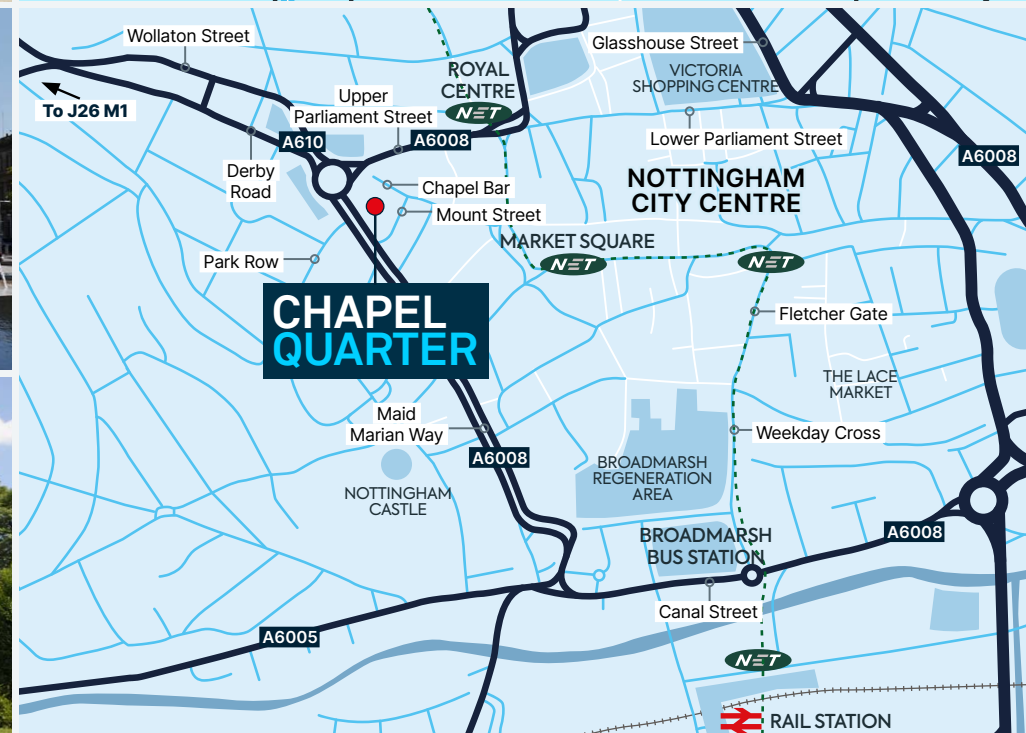 Wollaton Street
Glasshouse Street
ROYAL
CENTRE
NET
VICTORIA
SHOPPING CENTRE
To J26 M1
Upper
Parliament Street
A610
A6008
Lower Parliament Street
A6008
Derby
Road
Chapel Bar
Mount Street
NOTTINGHAM
CITY CENTRE
MARKET SQUARE
NET
NET
Park Row
CHAPEL
QUARTER
Fletcher Gate
THE LACE
MARKET
Maid
Marian Way
A6008
Weekday Cross
BROADMARSH
REGENERATION
AREA
NOTTINGHAM
CASTLE
BROADMARSH
BUS STATION
A6008
Canal Street
A6005
NET
RAIL STATION